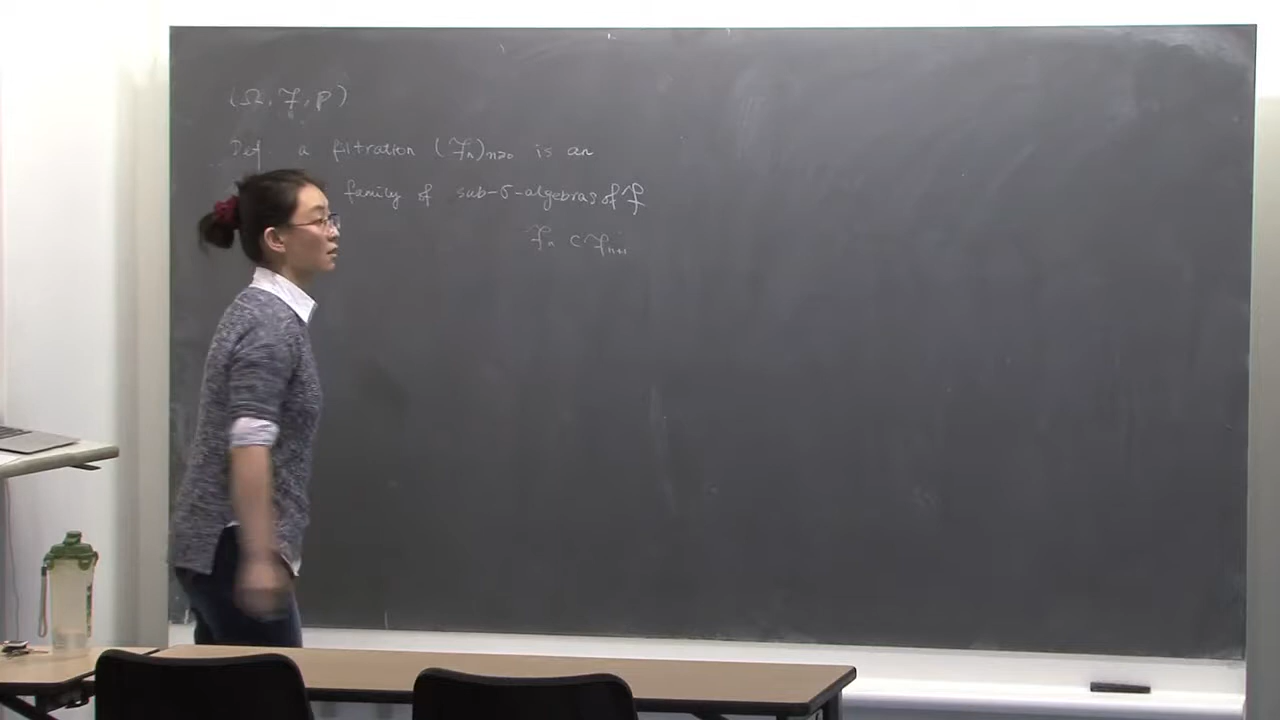 (Ω, ℱ, P)
Def. a filtration (ℱn)n≥0 is an
family of sub-σ-algebras of ℱ
ℱn ⊂ ℱn+1